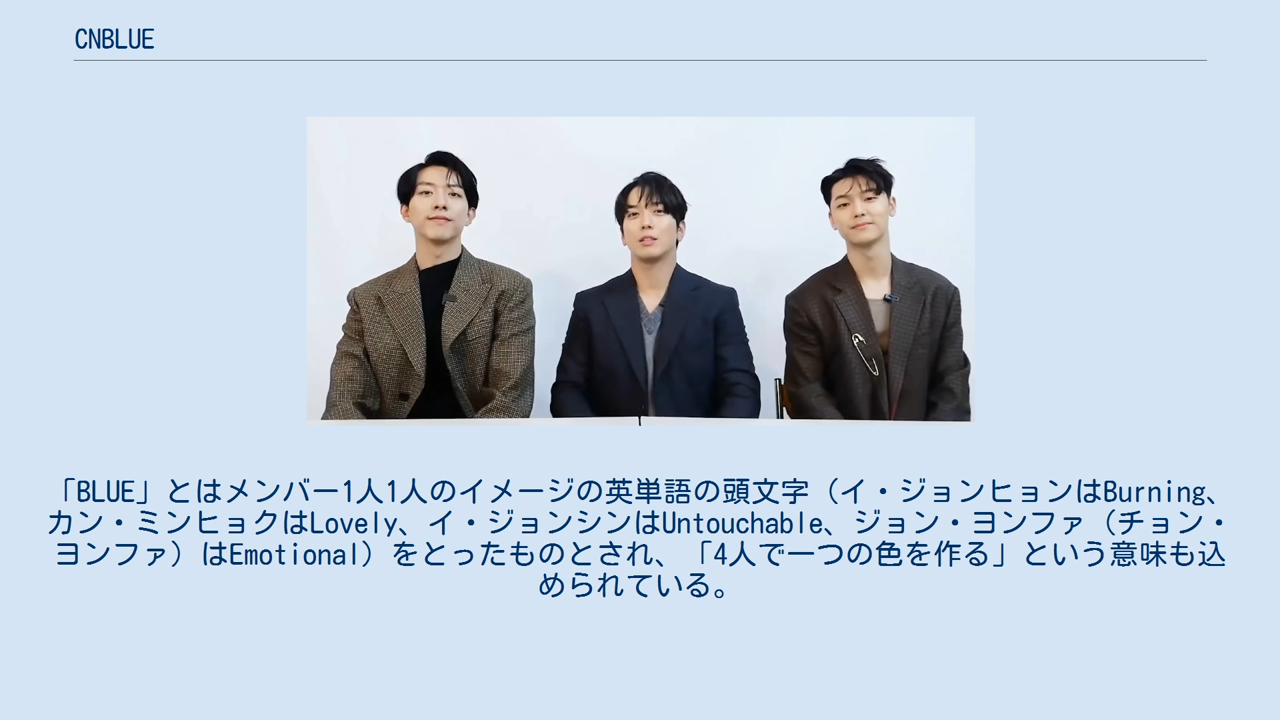 CNBLUE
「BLUE」とはメンバー1人1人のイメージの英単語の頭文字（イ・ジョンヒョンはBurning、
カン・ミンヒョクはLovely、イ・ジョンシンはUntouchable、ジョン・ヨンファ（チョン・
ヨンファ）はEmotional）をとったものとされ、「4人で一つの色を作る」という意味も込
められている。